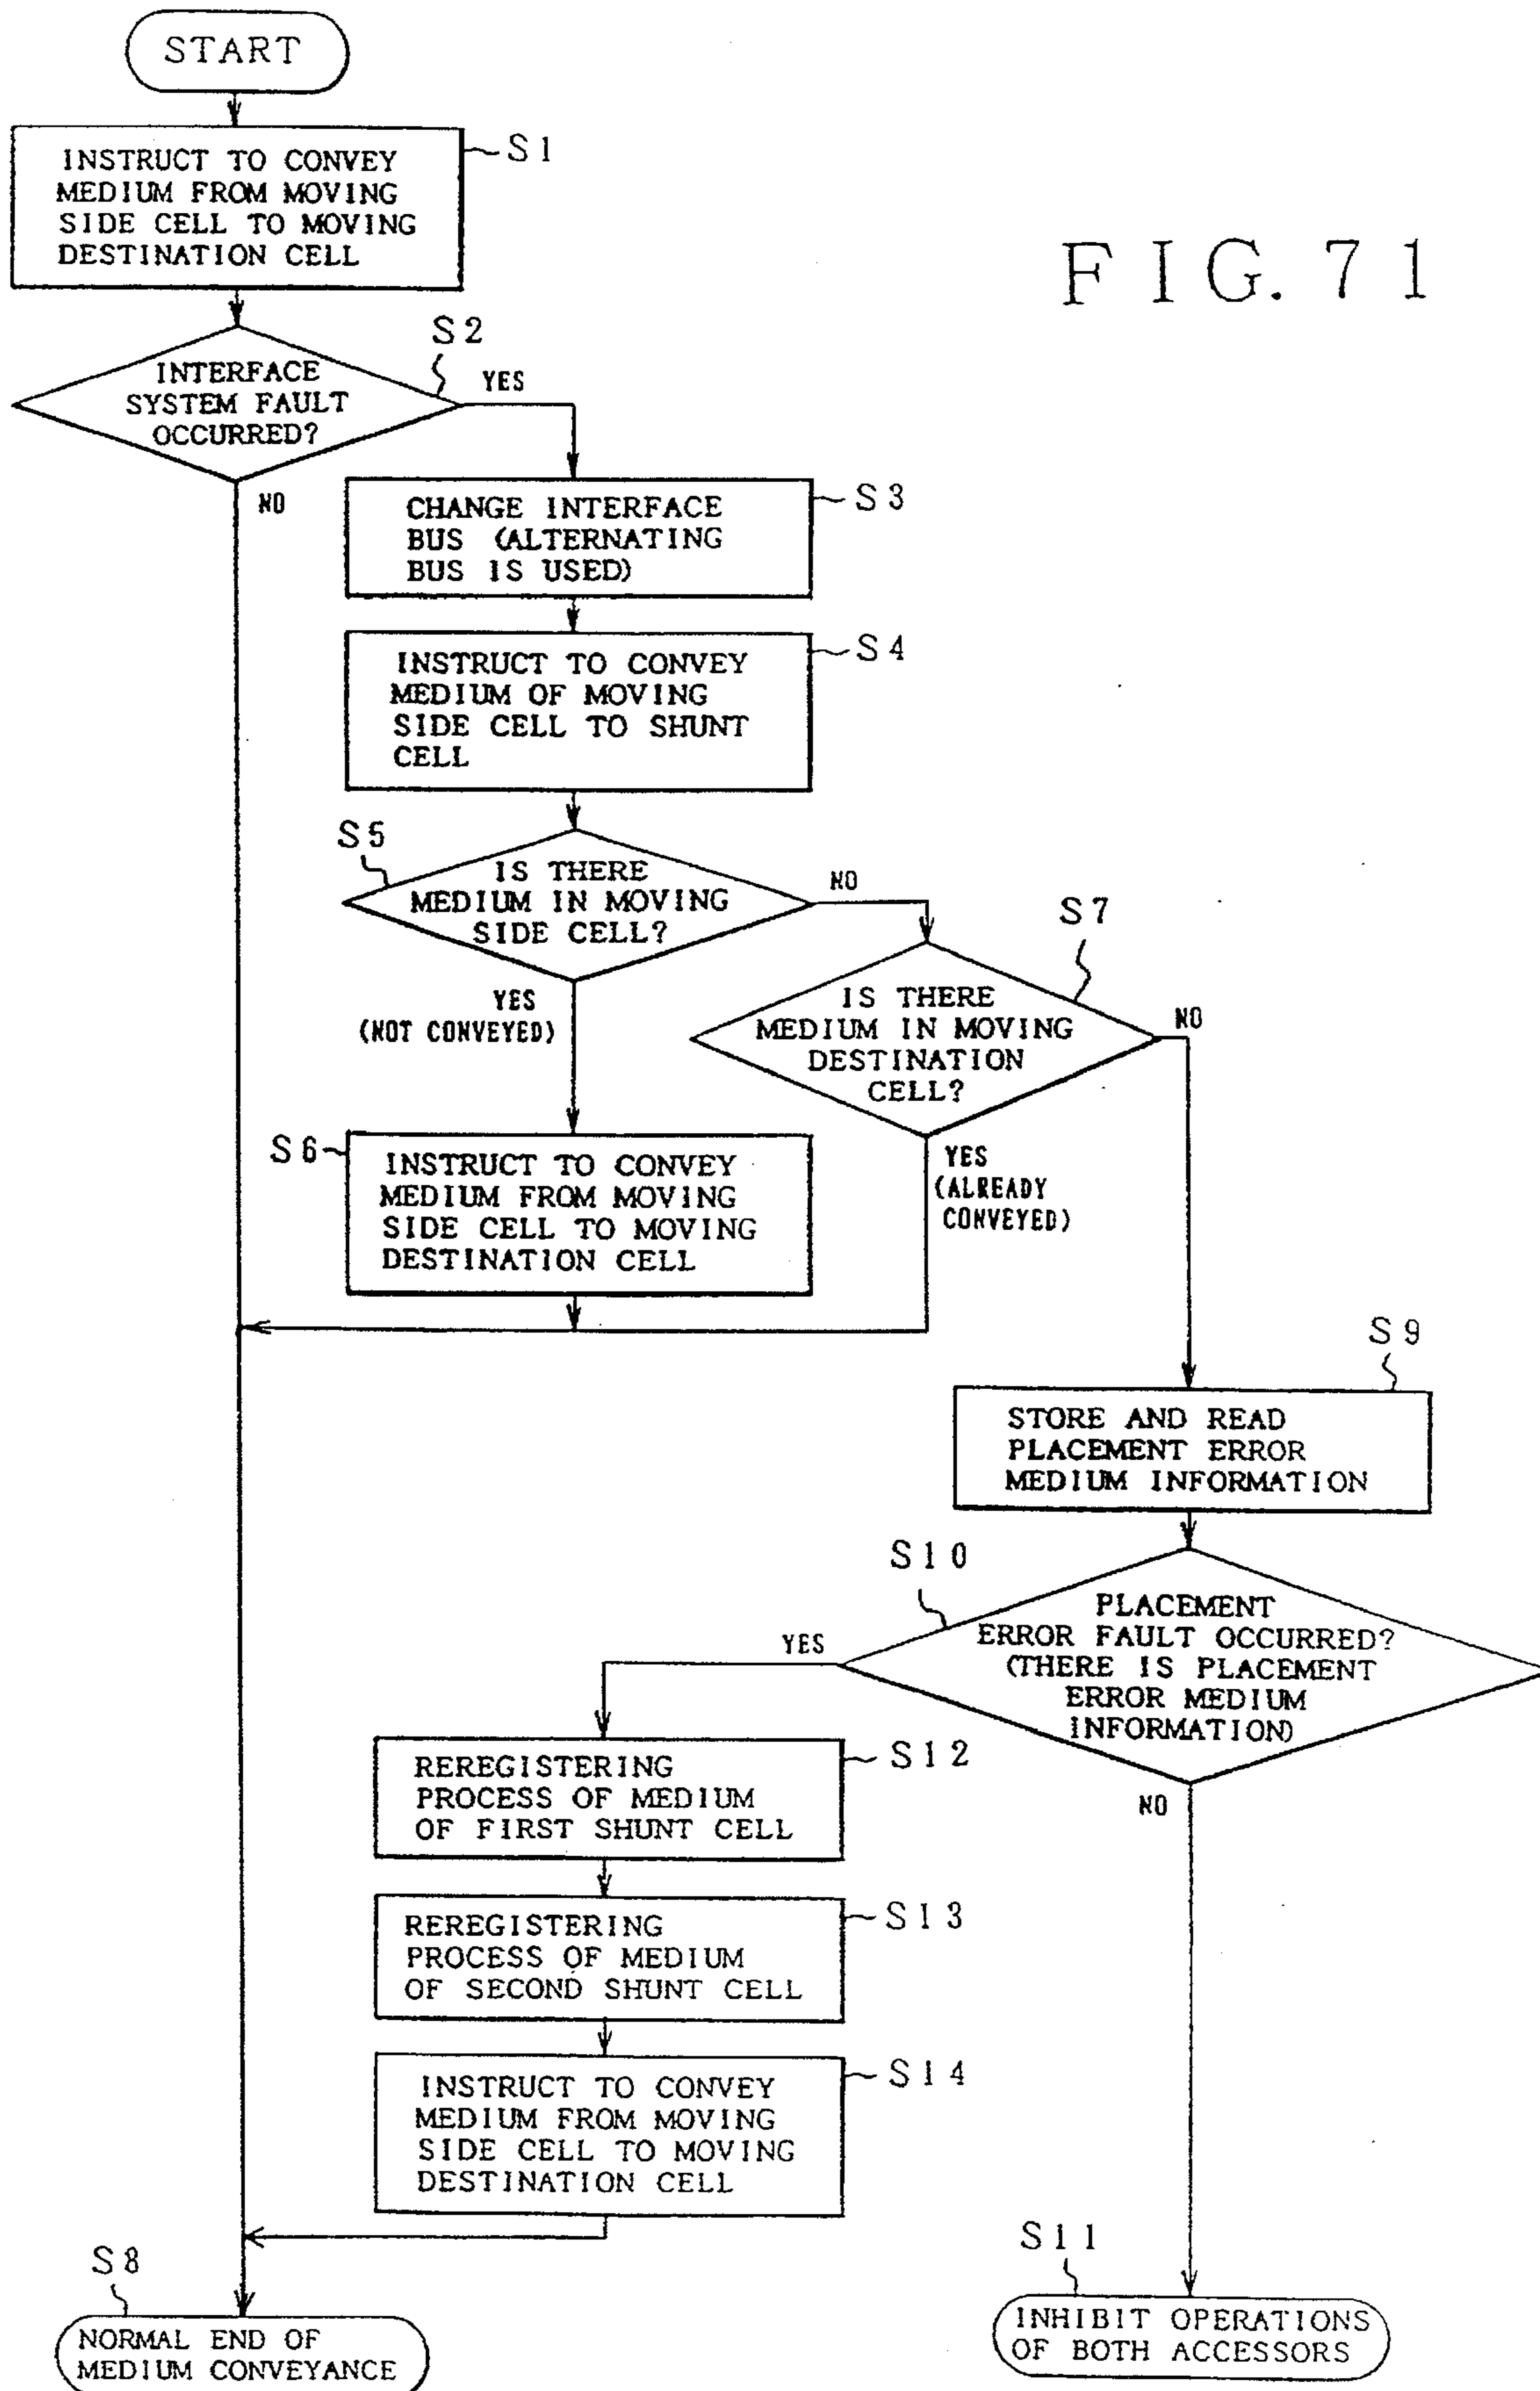 START
INSTRUCT TO CONVEY
MEDIUM FROM MOVING
SIDE CELL TO MOVING
DESTINATION CELL
S1
FIG. 71
S2
INTERFACE
SYSTEM FAULT
OCCURRED?
YES
NO
CHANGE INTERFACE
BUS (ALTERNATING
BUS IS USED)
S3
INSTRUCT TO CONVEY
MEDIUM OF MOVING
SIDE CELL TO SHUNT
CELL
S4
S5
IS THERE
MEDIUM IN MOVING
SIDE CELL?
NO
YES
(NOT CONVEYED)
S7
IS THERE
MEDIUM IN MOVING
DESTINATION
CELL?
NO
YES
(ALREADY
CONVEYED)
S6
INSTRUCT TO CONVEY
MEDIUM FROM MOVING
SIDE CELL TO MOVING
DESTINATION CELL
S9
STORE AND READ
PLACEMENT ERROR
MEDIUM INFORMATION
S10
PLACEMENT
ERROR FAULT OCCURRED?
(THERE IS PLACEMENT
ERROR MEDIUM
INFORMATION)
YES
NO
REREGISTERING
PROCESS OF MEDIUM
OF FIRST SHUNT CELL
S12
REREGISTERING
PROCESS OF MEDIUM
OF SECOND SHUNT CELL
S13
INSTRUCT TO CONVEY
MEDIUM FROM MOVING
SIDE CELL TO MOVING
DESTINATION CELL
S14
S8
NORMAL END OF
MEDIUM CONVEYANCE
S11
INHIBIT OPERATIONS
OF BOTH ACCESSORS